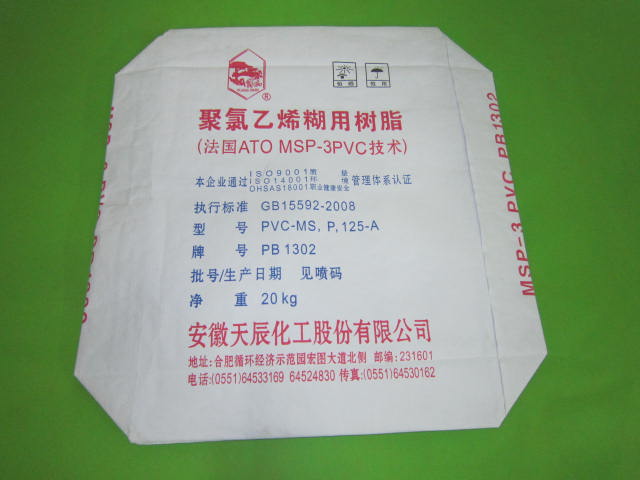 ®
怕晒 怕雨
聚氯乙烯糊用树脂
(法国ATO MSP-3PVC技术)
本企业通过 ISO9001质 量 ISO14001环 境 OHSAS18001职业健康安全 管理体系认证
执行标准 GB15592-2008
型 号 PVC-MS, P, 125-A
牌 号 PB1302
批号/生产日期 见喷码
净 重 20kg
安徽天辰化工股份有限公司
地址:合肥循环经济示范园宏图大道北侧 邮编:231601
电话:(0551)64533169 64524830 传真:(0551)64530162
MSP-3 PVC PB1302